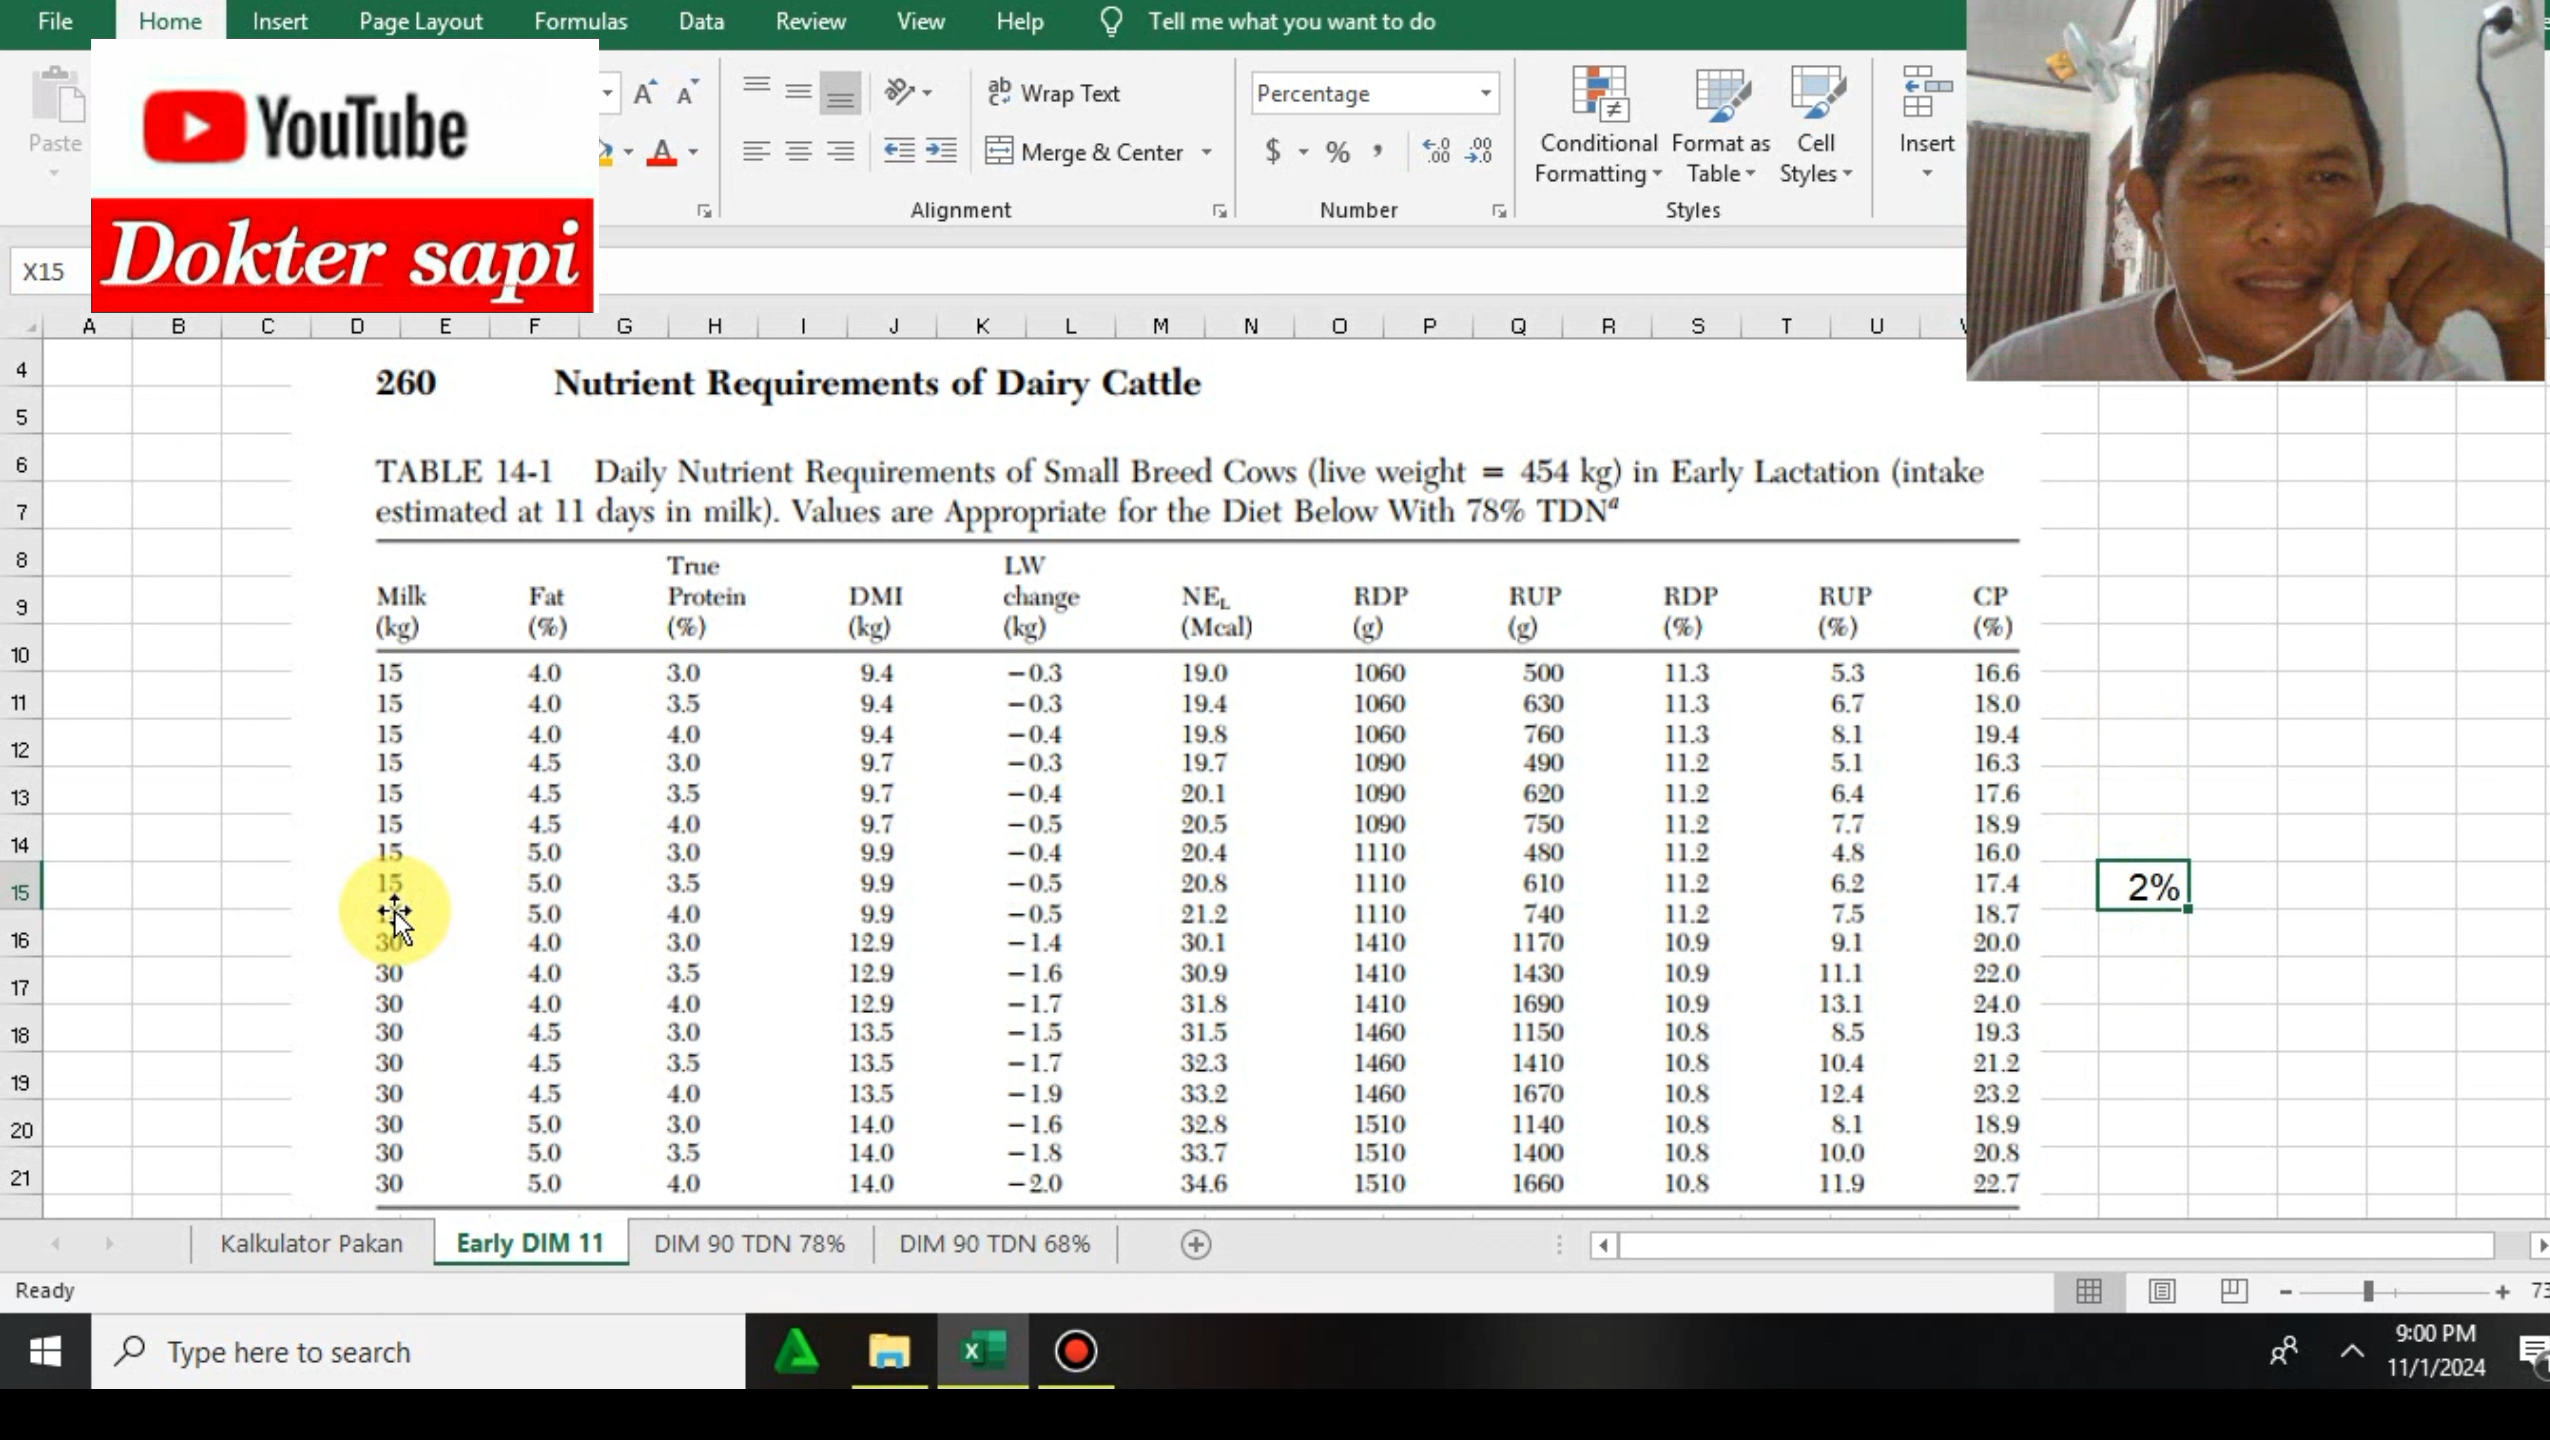 File Home Insert Page Layout Formulas Data Review View Help Tell me what you want to do
YouTube
Dokter sapi
Paste
Wrap Text
Merge & Center
Percentage
$ % ,
Conditional Formatting
Format as Table
Cell Styles
Insert
Alignment Number Styles
X15
A B C D E F G H I J K L M N O P Q R S T U
4
5
6
7
8
9
10
11
12
13
14
15
16
17
18
19
20
21
260 Nutrient Requirements of Dairy Cattle
TABLE 14-1 Daily Nutrient Requirements of Small Breed Cows (live weight = 454 kg) in Early Lactation (intake
estimated at 11 days in milk). Values are Appropriate for the Diet Below With 78% TDNa
Milk (kg) Fat (%) True Protein (%) DMI (kg) LW change (kg) NEL (Mcal) RDP (g) RUP (g) RDP (%) RUP (%) CP (%)
15 4.0 3.0 9.4 −0.3 19.0 1060 500 11.3 5.3 16.6
15 4.0 3.5 9.4 −0.3 19.4 1060 630 11.3 6.7 18.0
15 4.0 4.0 9.4 −0.4 19.8 1060 760 11.3 8.1 19.4
15 4.5 3.0 9.7 −0.3 19.7 1090 490 11.2 5.1 16.3
15 4.5 3.5 9.7 −0.4 20.1 1090 620 11.2 6.4 17.6
15 4.5 4.0 9.7 −0.5 20.5 1090 750 11.2 7.7 18.9
15 5.0 3.0 9.9 −0.4 20.4 1110 480 11.2 4.8 16.0
15 5.0 3.5 9.9 −0.5 20.8 1110 610 11.2 6.2 17.4
5.0 4.0 9.9 −0.5 21.2 1110 740 11.2 7.5 18.7
30 4.0 3.0 12.9 −1.4 30.1 1410 1170 10.9 9.1 20.0
30 4.0 3.5 12.9 −1.6 30.9 1410 1430 10.9 11.1 22.0
30 4.0 4.0 12.9 −1.7 31.8 1410 1690 10.9 13.1 24.0
30 4.5 3.0 13.5 −1.5 31.5 1460 1150 10.8 8.5 19.3
30 4.5 3.5 13.5 −1.7 32.3 1460 1410 10.8 10.4 21.2
30 4.5 4.0 13.5 −1.9 33.2 1460 1670 10.8 12.4 23.2
30 5.0 3.0 14.0 −1.6 32.8 1510 1140 10.8 8.1 18.9
30 5.0 3.5 14.0 −1.8 33.7 1510 1400 10.8 10.0 20.8
30 5.0 4.0 14.0 −2.0 34.6 1510 1660 10.8 11.9 22.7
2%
Kalkulator Pakan Early DIM 11 DIM 90 TDN 78% DIM 90 TDN 68%
Ready
Type here to search
9:00 PM
11/1/2024